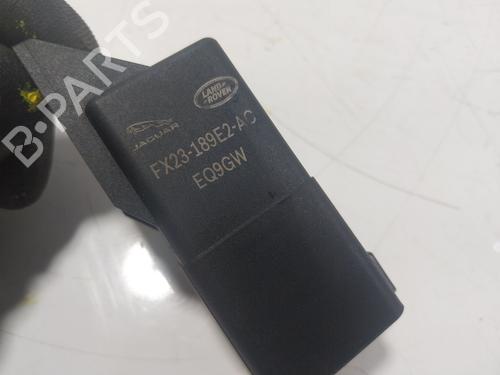 JAGUAR
LAND
ROVER
FX23-189E2-AC
EQ9GW
B-PARTS